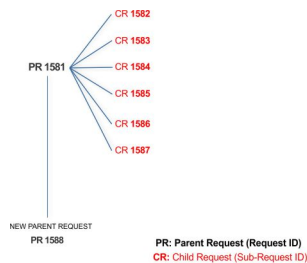 CR 1582
CR 1583
PR 1581
CR 1584
CR 1585
CR 1586
CR 1587
NEW PARENT REQUEST
PR 1588
PR: Parent Request (Request ID)
CR: Child Request (Sub-Request ID)